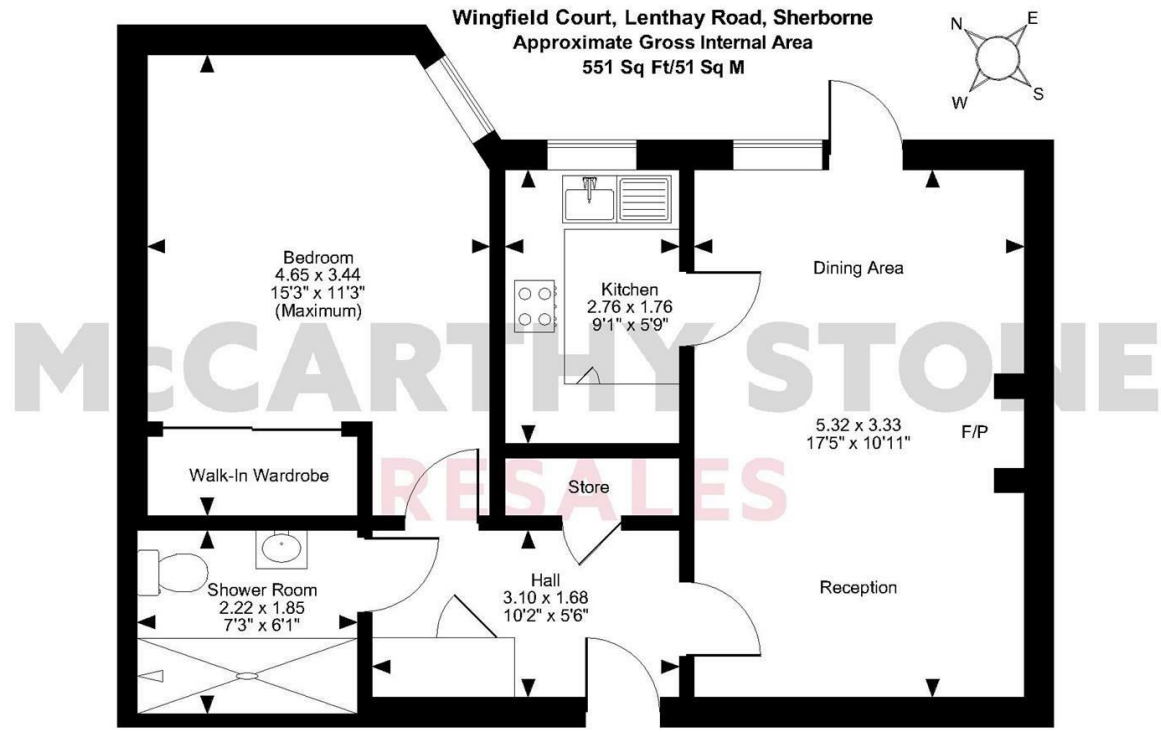 Wingfield Court, Lenthay Road, Sherborne
Approximate Gross Internal Area
551 Sq Ft/51 Sq M
N
E
W
S
Bedroom
4.65 x 3.44
15'3" x 11'3"
(Maximum)
Kitchen
2.76 x 1.76
9'1" x 5'9"
Dining Area
McCARTHY STONE
RESALES
5.32 x 3.33
17'5" x 10'11"
F/P
Walk-In Wardrobe
Store
Shower Room
2.22 x 1.85
7'3" x 6'1"
Hall
3.10 x 1.68
10'2" x 5'6"
Reception